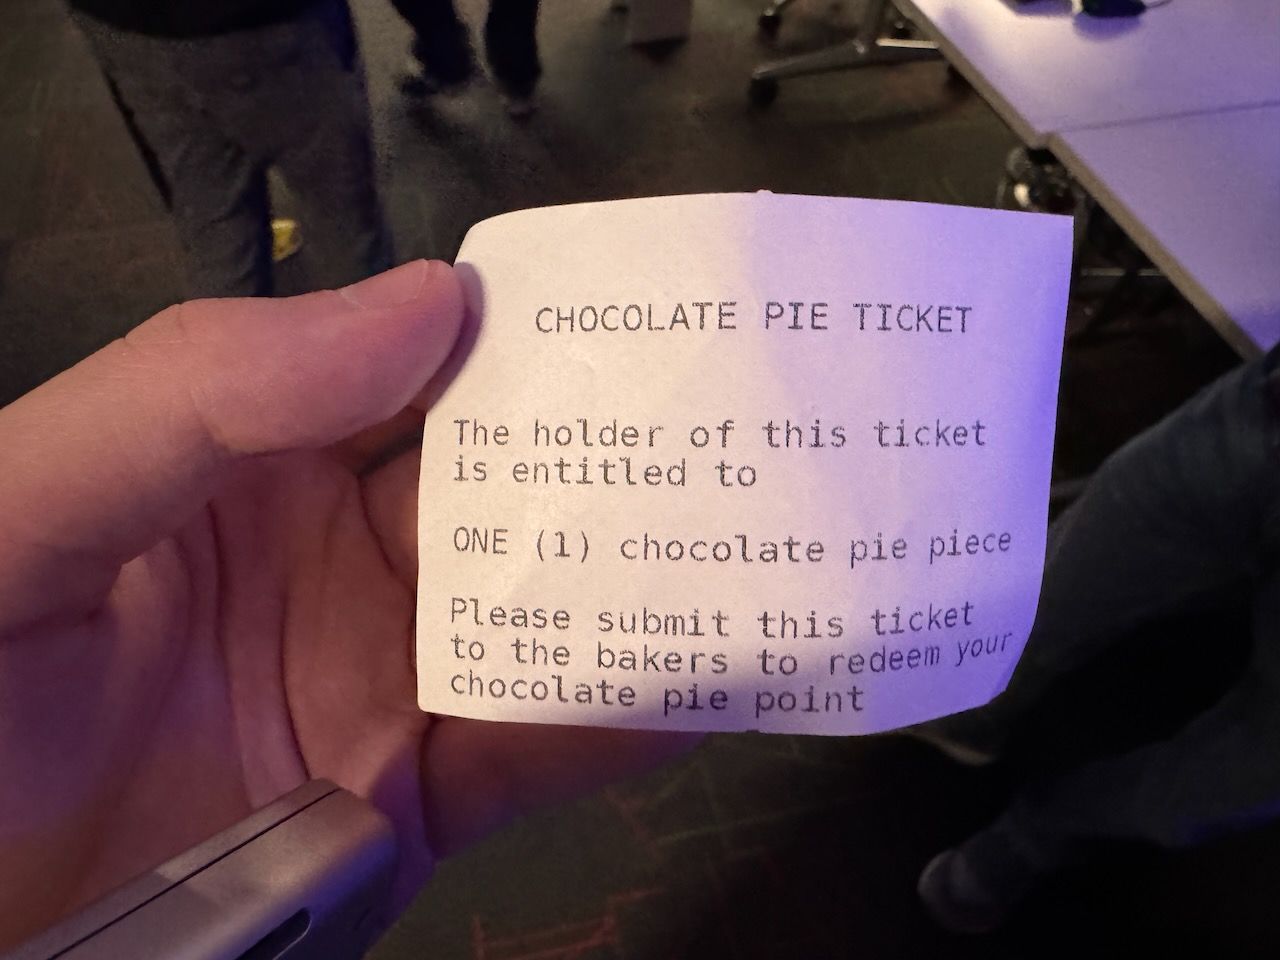 CHOCOLATE PIE TICKET
The holder of this ticket
is entitled to
ONE (1) chocolate pie piece
Please submit this ticket
to the bakers to redeem your
chocolate pie point